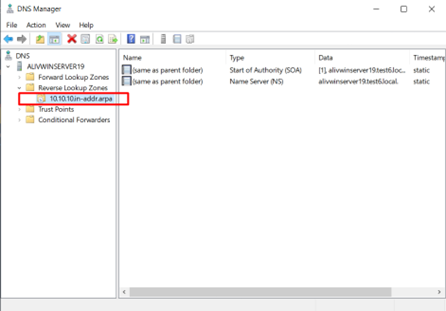 DNS Manager
File Action View Help
DNS
ALIVWINSERVER19
Forward Lookup Zones
Reverse Lookup Zones
10.10.10.in-addr.arpa
Trust Points
Conditional Forwarders
Name Type Data Timestamp
(same as parent folder) Start of Authority (SOA) [1], alivwinserver19.test6.loc... static
(same as parent folder) Name Server (NS) alivwinserver19.test6.local. static